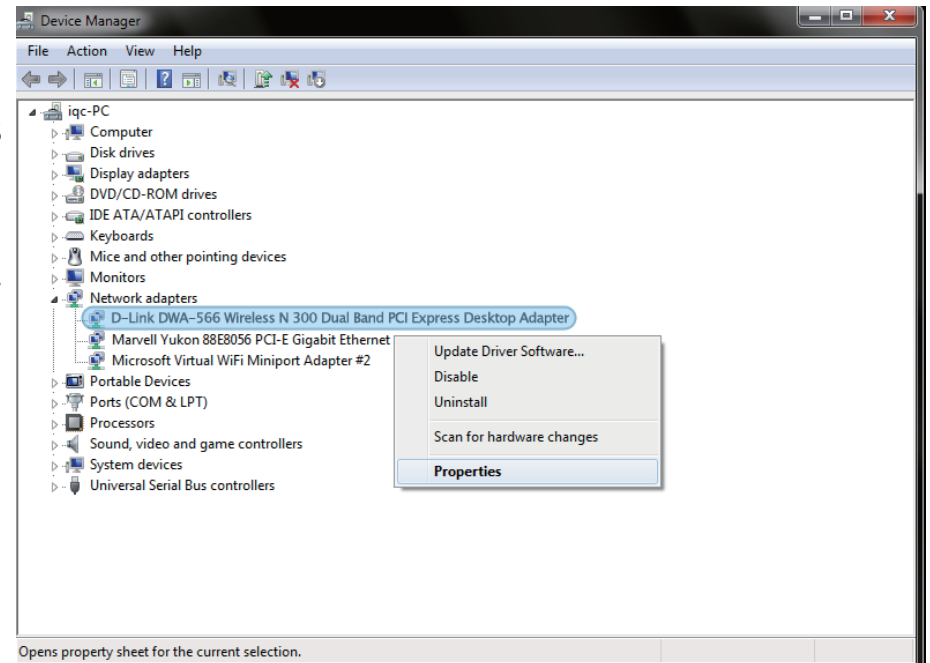 Device Manager
File Action View Help
iqc-PC
Computer
Disk drives
Display adapters
DVD/CD-ROM drives
IDE ATA/ATAPI controllers
Keyboards
Mice and other pointing devices
Monitors
Network adapters
D-Link DWA-566 Wireless N 300 Dual Band PCI Express Desktop Adapter
Marvell Yukon 88E8056 PCI-E Gigabit Ethernet
Microsoft Virtual WiFi Miniport Adapter #2
Portable Devices
Ports (COM & LPT)
Processors
Sound, video and game controllers
System devices
Universal Serial Bus controllers
Update Driver Software...
Disable
Uninstall
Scan for hardware changes
Properties
Opens property sheet for the current selection.